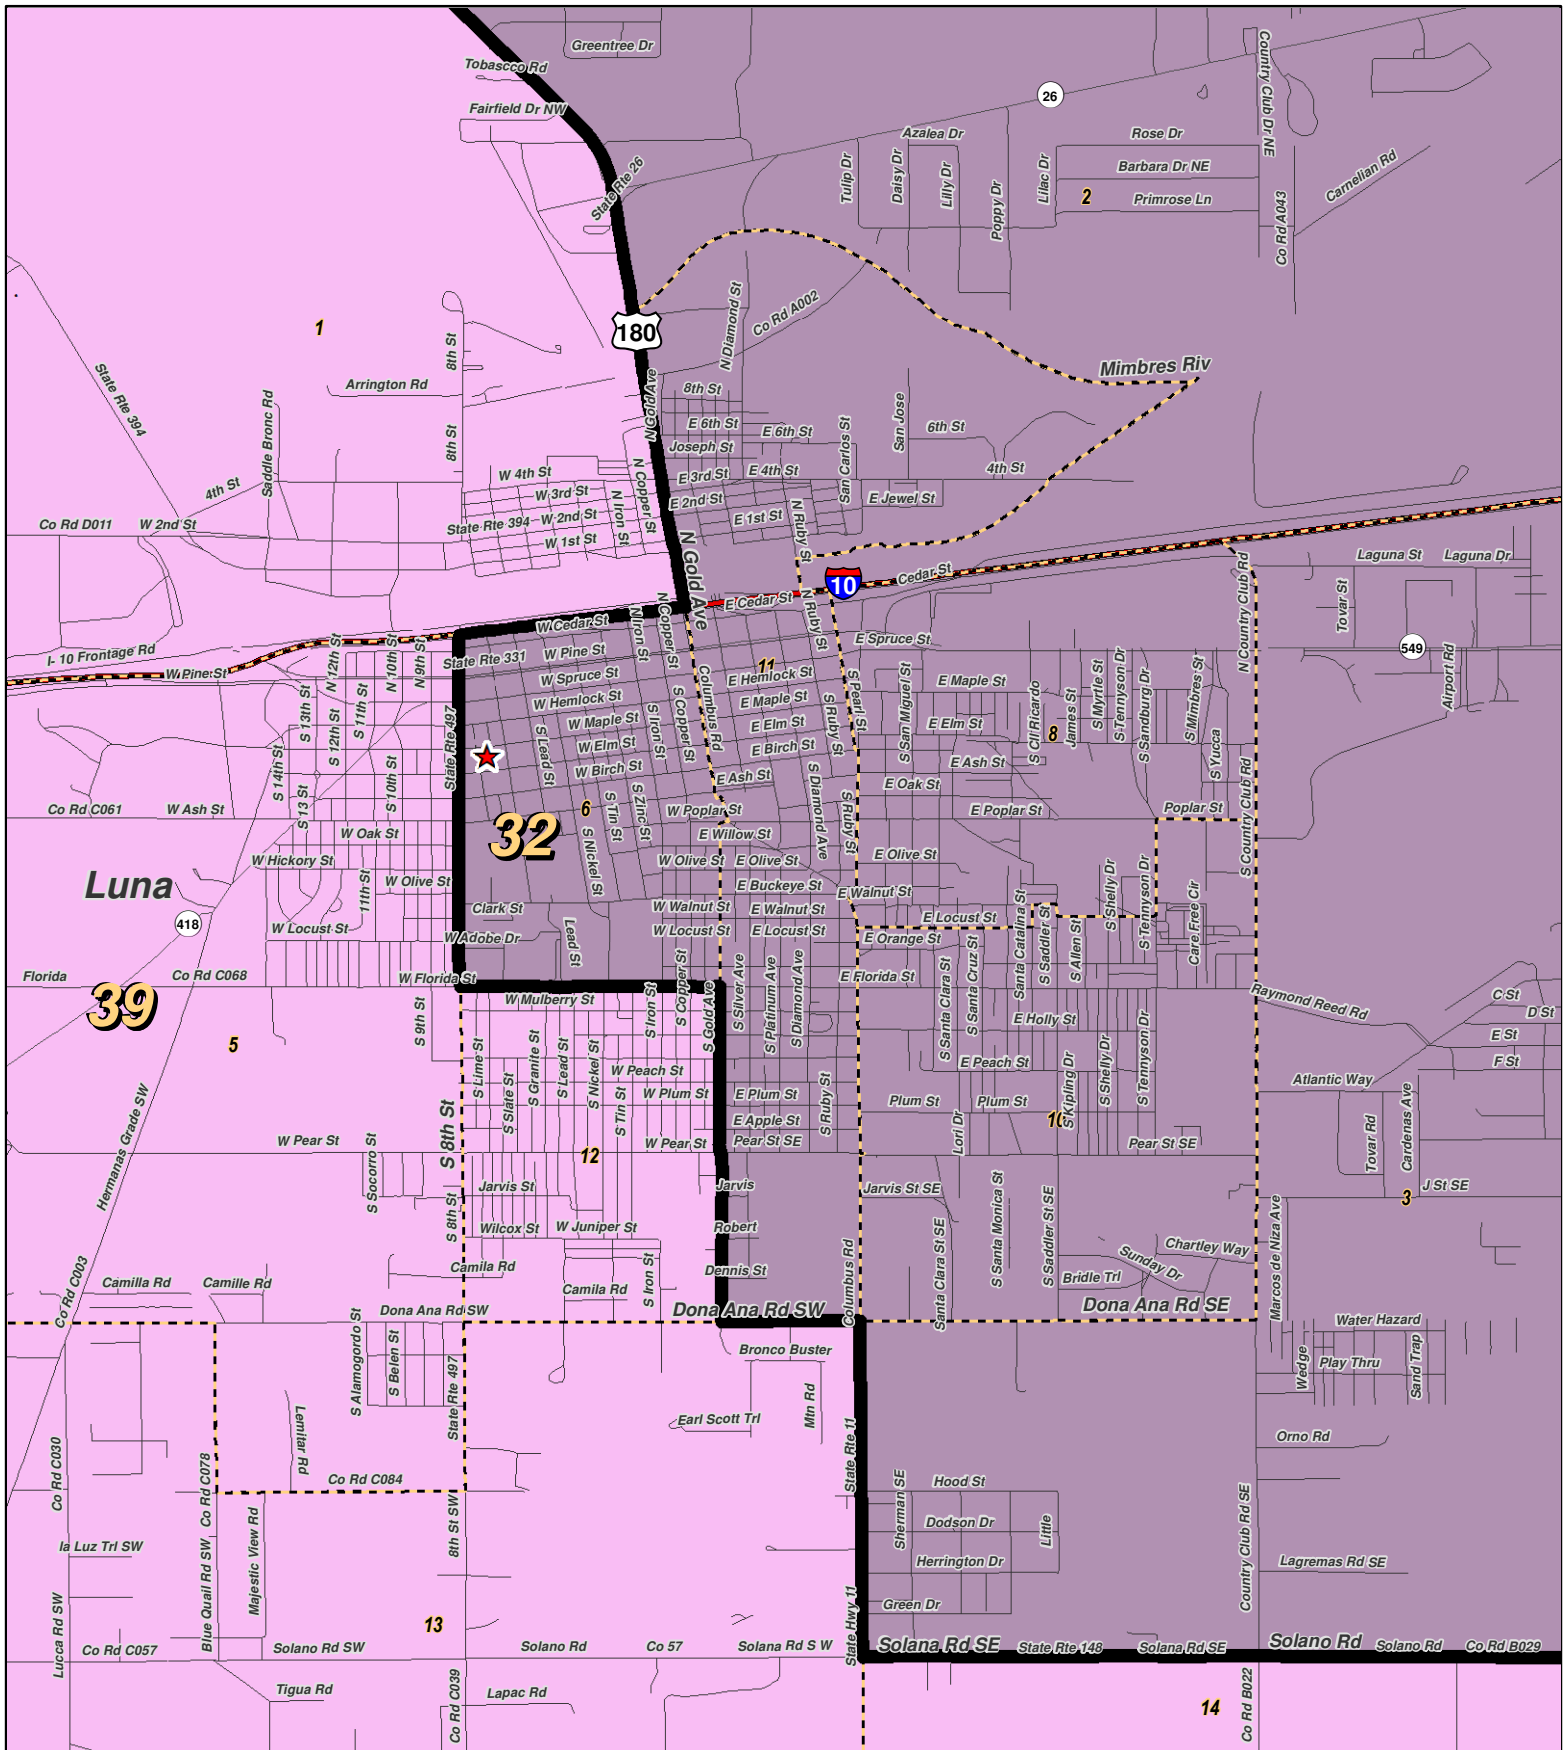 Greentree Dr
Tobascco Rd
Fairfield Dr NW
State Rte 26
26
Country Club Dr NE
Azalea Dr
Rose Dr
Barbara Dr NE
Primrose Ln
Tulip Dr
Daisy Dr
Lilly Dr
Poppy Dr
Lilac Dr
2
Carnelian Rd
Co Rd A043
1
180
N Diamond St
Co Rd A002
Mimbres Riv
State Rte 394
Arrington Rd
8th St
8th St
Saddle Bronc Rd
N Gold Ave
8th St
E 6th St
E 6th St
Joseph St
San Carlos St
San Jose
6th St
4th St
4th St
W 4th St
W 3rd St
State Rte 394
W 2nd St
W 1st St
N Iron St
N Copper St
E 3rd St
E 4th St
E 2nd St
E 1st St
E Jewel St
N Ruby St
Co Rd D011
W 2nd St
N Gold Ave
10
Cedar St
E Cedar St
N Ruby St
Laguna St
Laguna Dr
Tovar St
549
Airport Rd
N Country Club Rd
I- 10 Frontage Rd
W Pine St
N 12th St
N 10th St
N 9th St
State Rte 331
W Cedar St
W Pine St
N Iron St
N Copper St
W Spruce St
W Hemlock St
W Maple St
W Elm St
W Birch St
S Lead St
S Iron St
S Copper St
Columbus Rd
11
E Hemlock St
E Maple St
E Elm St
E Birch St
E Ash St
S Ruby St
S Pearl St
E Spruce St
E Maple St
E Elm St
E Ash St
E Oak St
E Poplar St
Poplar St
S San Miguel St
S Cll Ricardo
James St
S Myrtle St
S Tennyson Dr
S Sandburg Dr
S Mimbres St
S Yucca
8
S Country Club Rd
S 13th St
S 12th St
S 11th St
S 14th St
S 13 St
S 10th St
State Rte 497
Co Rd C061
W Ash St
W Oak St
W Hickory St
W Olive St
11th St
W Locust St
6
32
S Tin St
S Zinc St
S Nickel St
W Poplar St
E Willow St
W Olive St
E Olive St
E Buckeye St
W Walnut St
E Walnut St
W Locust St
E Locust St
S Diamond Ave
S Ruby St
E Olive St
E Walnut St
E Locust St
E Orange St
E Florida St
Santa Catalina St
S Saddler St
S Allen St
S Shelly Dr
S Tennyson Dr
Care Free Cir
Luna
418
Clark St
W Adobe Dr
Lead St
Florida
Co Rd C068
W Florida St
39
5
S 9th St
W Mulberry St
S Iron St
S Copper St
S Gold Ave
S Silver Ave
S Platinum Ave
S Diamond Ave
S Santa Clara St
S Santa Cruz St
E Holly St
E Peach St
Raymond Reed Rd
C St
D St
E St
F St
Atlantic Way
S Lime St
S Slate St
S Granite St
S Lead St
S Nickel St
S Tin St
W Peach St
W Plum St
E Plum St
E Apple St
W Pear St
Pear St SE
S Ruby St
Plum St
Plum St
10
S Kipling Dr
S Shelly Dr
S Tennyson Dr
Lori Dr
Pear St SE
Tovar Rd
Cardenas Ave
J St SE
3
Hermanas Grade SW
W Pear St
S Socorro St
S 8th St
S 8th St
12
Jarvis St
Wilcox St
W Juniper St
Camila Rd
Camila Rd
S Iron St
Jarvis
Robert
Dennis St
Jarvis St SE
Santa Clara St SE
S Santa Monica St
S Saddler St SE
Chartley Way
Sunday Dr
Bridle Trl
Marcos de Niza Ave
Co Rd C003
Camilla Rd
Camille Rd
Dona Ana Rd SW
Dona Ana Rd SW
Columbus Rd
Dona Ana Rd SE
Water Hazard
Wedge
Play Thru
Sand Trap
S Alamogordo St
S Belen St
State Rte 497
Bronco Buster
Mtn Rd
Earl Scott Trl
Lemitar Rd
Co Rd C030
Co Rd C078
Co Rd C084
State Rte 11
Orno Rd
Sherman SE
Hood St
Dodson Dr
Little
Herrington Dr
Green Dr
Country Club Rd SE
Lagremas Rd SE
la Luz Trl SW
Majestic View Rd
8th St SW
Blue Quail Rd SW
Lucca Rd SW
13
Co Rd C057
Solano Rd SW
Solano Rd
Co 57
Solana Rd S W
State Hwy 11
Solana Rd SE
State Rte 148
Solana Rd SE
Solano Rd
Solano Rd
Co Rd B029
Tigua Rd
Co Rd C039
Lapac Rd
14
Co Rd B022